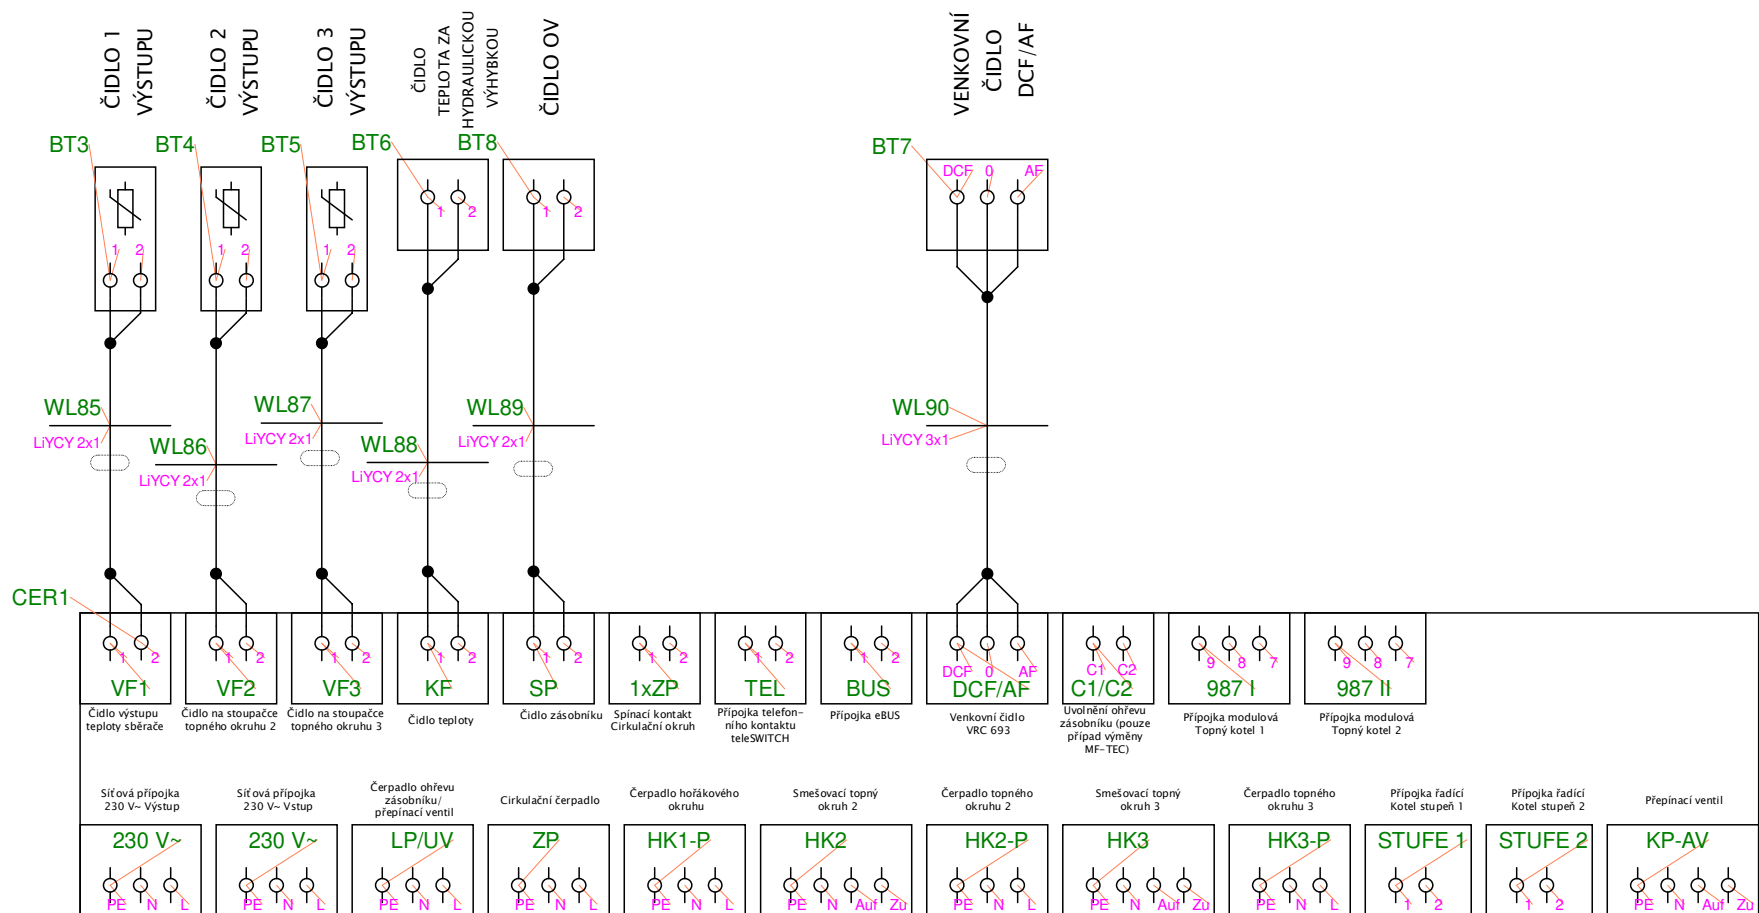 ČIDLO 1
VÝSTUPU
ČIDLO 2
VÝSTUPU
ČIDLO 3
VÝSTUPU
ČIDLO
TEPLOTA ZA
HYDRAULICKOU
VÝHYBKOU
ČIDLO OV
VENKOVNÍ
ČIDLO
DCF/AF
BT3
BT4
BT5
BT6
BT8
BT7
DCF 0 AF
1 2
1 2
1 2
1 2
1 2
WL85
LiYCY 2x1
WL86
LiYCY 2x1
WL87
LiYCY 2x1
WL88
LiYCY 2x1
WL89
LiYCY 2x1
WL90
LiYCY 3x1
CER1
1 2
VF1
Čidlo výstupu
teploty sběrače
1 2
VF2
Čidlo na stoupačce
topného okruhu 2
1 2
VF3
Čidlo na stoupačce
topného okruhu 3
1 2
KF
Čidlo teploty
1 2
SP
Čidlo zásobníku
1 2
1xZP
Spínací kontakt
Cirkulační okruh
1 2
TEL
Přípojka telefon-
ního kontaktu
teleSWITCH
1 2
BUS
Přípojka eBUS
DCF 0 AF
DCF/AF
Venkovní čidlo
VRC 693
C1 C2
C1/C2
Uvolnění ohřevu
zásobníku (pouze
případ výměny
MF-TEC)
9 8 7
987 I
Přípojka modulová
Topný kotel 1
9 8 7
987 II
Přípojka modulová
Topný kotel 2
Síťová přípojka
230 V~ Výstup
230 V~
PE N L
Síťová přípojka
230 V~ Vstup
230 V~
PE N L
Čerpadlo ohřevu
zásobníku/
přepínací ventil
LP/UV
PE N L
Cirkulační čerpadlo
ZP
PE N L
Čerpadlo hořákového
okruhu
HK1-P
PE N L
Smešovací topný
okruh 2
HK2
PE N Auf Zu
Čerpadlo topného
okruhu 2
HK2-P
PE N L
Smešovací topný
okruh 3
HK3
PE N Auf Zu
Čerpadlo topného
okruhu 3
HK3-P
PE N L
Přípojka řadící
Kotel stupeň 1
STUFE 1
1 2
Přípojka řadící
Kotel stupeň 2
STUFE 2
1 2
Přepínací ventil
KP-AV
PE N Auf Zu